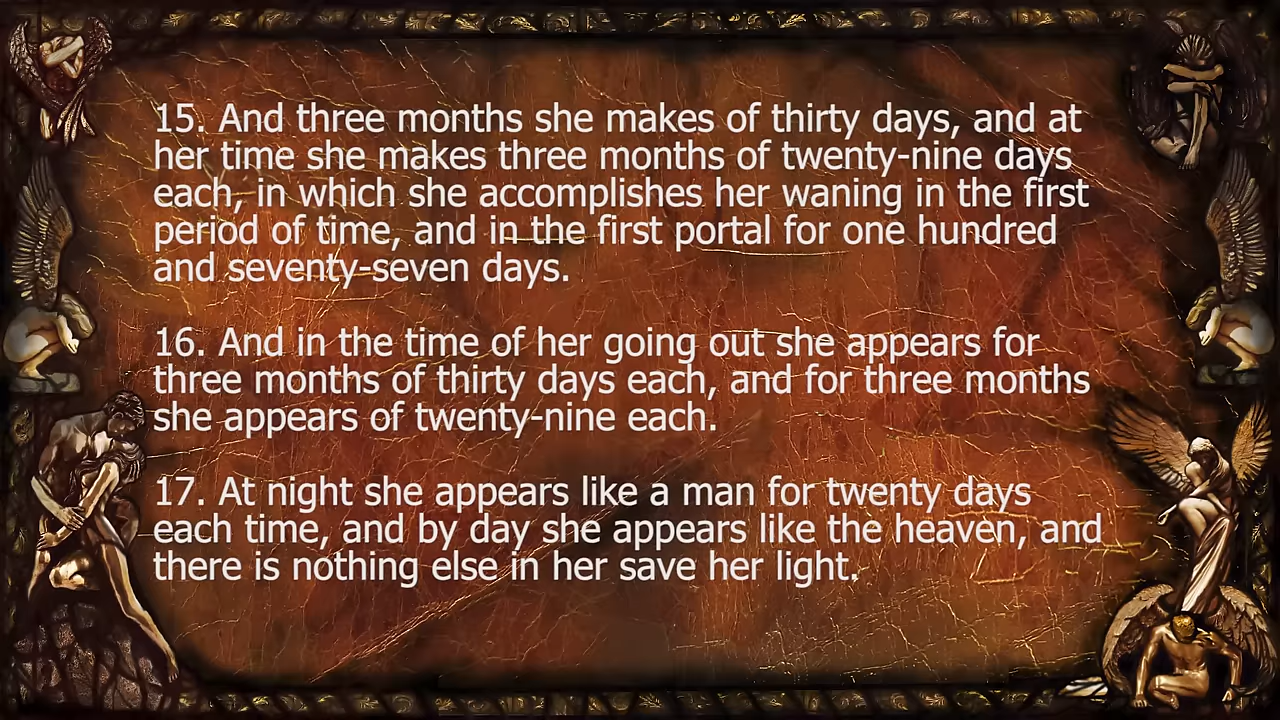 15. And three months she makes of thirty days, and at
her time she makes three months of twenty-nine days
each, in which she accomplishes her waning in the first
period of time, and in the first portal for one hundred
and seventy-seven days.
16. And in the time of her going out she appears for
three months of thirty days each, and for three months
she appears of twenty-nine each.
17. At night she appears like a man for twenty days
each time, and by day she appears like the heaven, and
there is nothing else in her save her light.